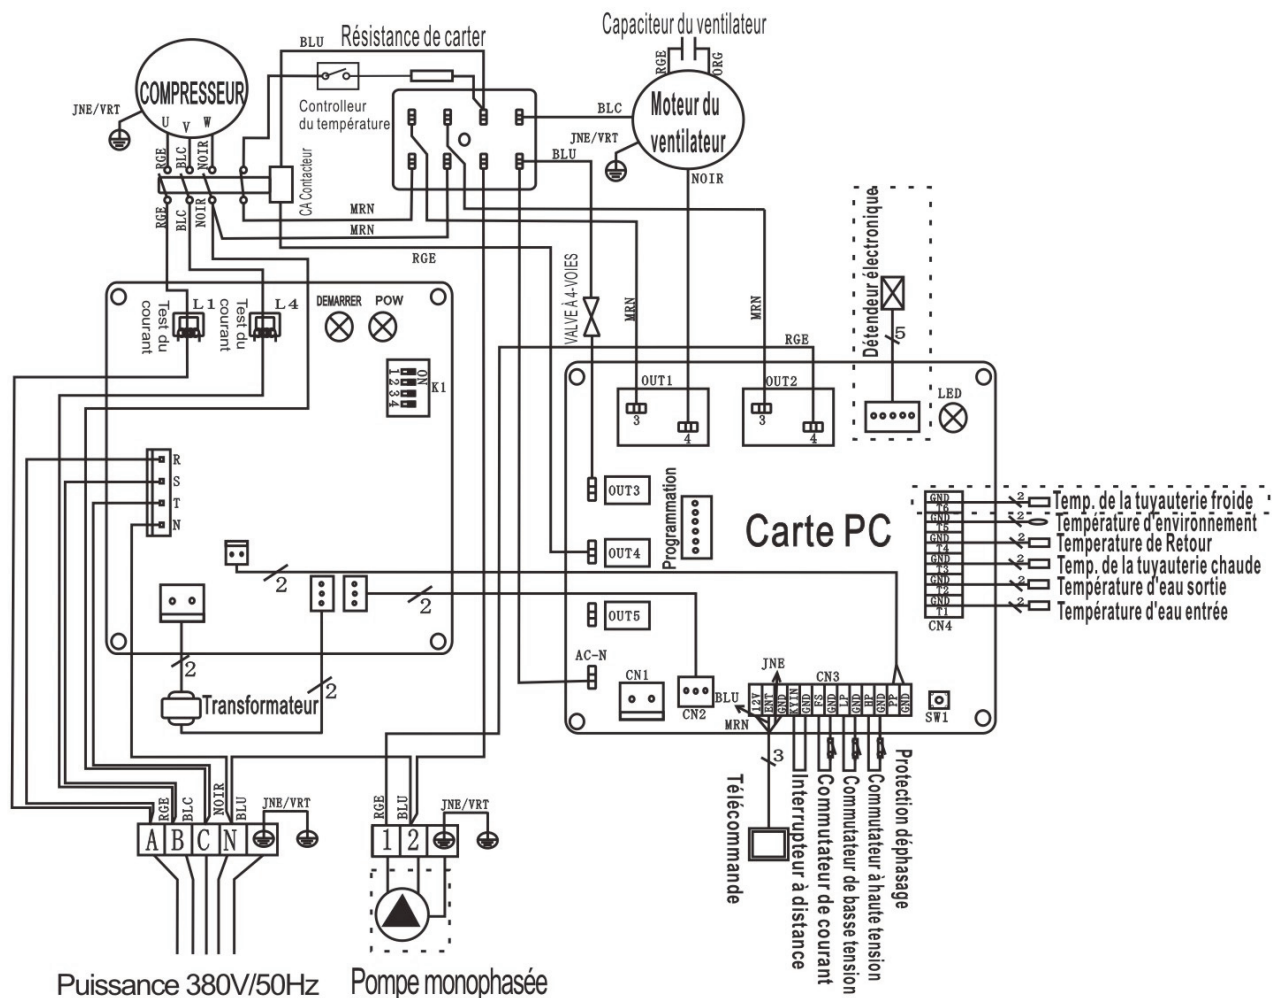 Capaciteur du ventilateur
RGE
ORG
BLU
Résistance de carter
COMPRESSEUR
U V W
JNE/VRT
Controlleur
du température
BLC
Moteur du
ventilateur
JNE/VRT
BLU
NOIR
RGE
BLC
NOIR
CA Contacteur
RGE
BLC
NOIR
MRN
MRN
RGE
VALVE À 4-VOIES
MRN
MRN
RGE
Détendeur électronique
5
Test du
courant
L1
Test du
courant
L4
DEMARRER
POW
ON
1
2
3
4
K1
OUT1
3
4
OUT2
3
4
LED
R
S
T
N
OUT3
Programmation
OUT4
Carte PC
OUT5
AC-N
CN1
CN2
GND
T6
2
Temp. de la tuyauterie froide
GND
T5
2
Température d'environnement
GND
T4
2
Temperature de Retour
GND
T3
2
Temp. de la tuyauterie chaude
GND
T2
2
Température d'eau sortie
GND
T1
2
Température d'eau entrée
CN4
2
2
2
2
Transformateur
JNE
CN3
BLU
MRN
12V
ENT
GND
KYIN
GND
FS
GND
LP
GND
HP
GND
PP
GND
SW1
3
Télécommande
Interrupteur à distance
Commutateur de courant
Commutateur de basse tension
Commutateur à haute tension
Protection déphasage
RGE
BLC
NOIR
BLU
JNE/VRT
A B C N
RGE
BLU
JNE/VRT
1 2
Puissance 380V/50Hz
Pompe monophasée